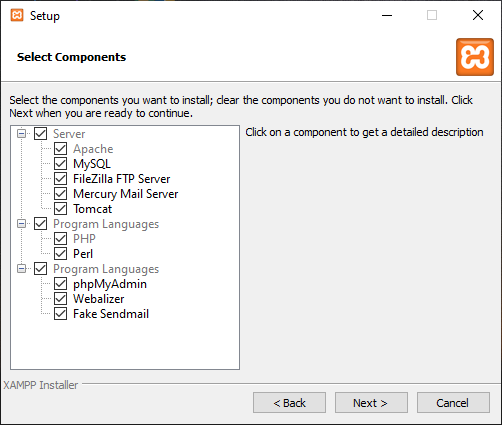 Setup
Select Components
Select the components you want to install; clear the components you do not want to install. Click
Next when you are ready to continue.
Server
Apache
MySQL
FileZilla FTP Server
Mercury Mail Server
Tomcat
Program Languages
PHP
Perl
Program Languages
phpMyAdmin
Webalizer
Fake Sendmail
Click on a component to get a detailed description
XAMPP Installer
< Back
Next >
Cancel